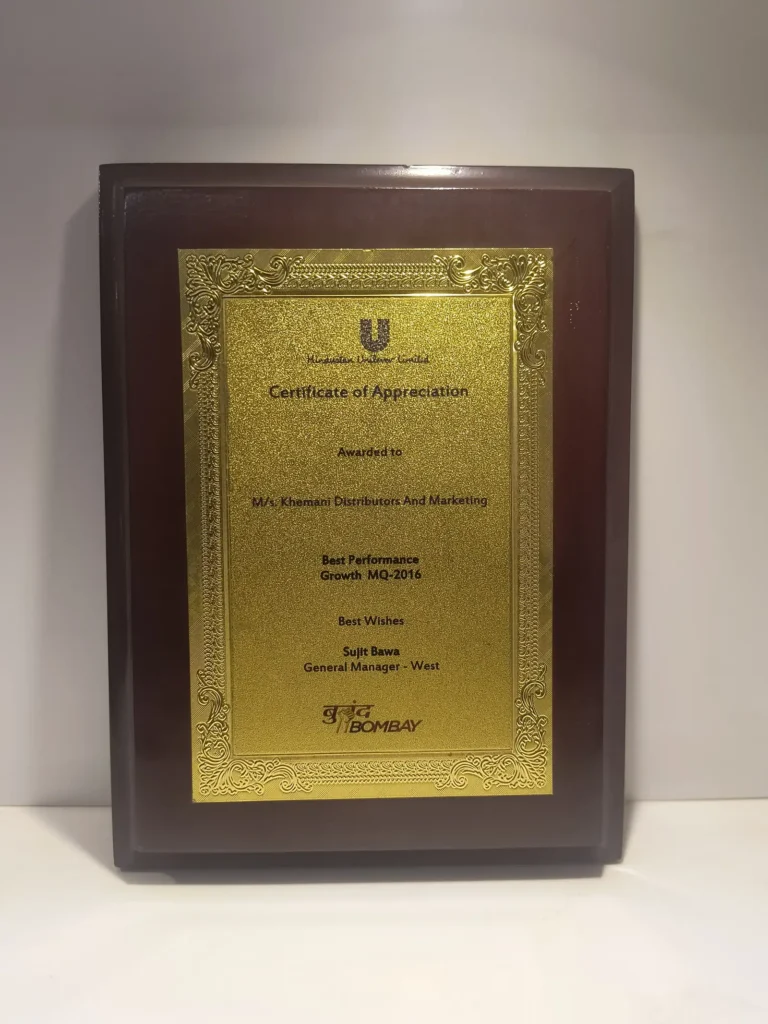 U
Hindustan Unilever Limited
Certificate of Appreciation
Awarded to
M/s. Khemani Distributors And Marketing
Best Performance
Growth MQ-2016
Best Wishes
Sujit Bawa
General Manager - West
बुलंद
BOMBAY